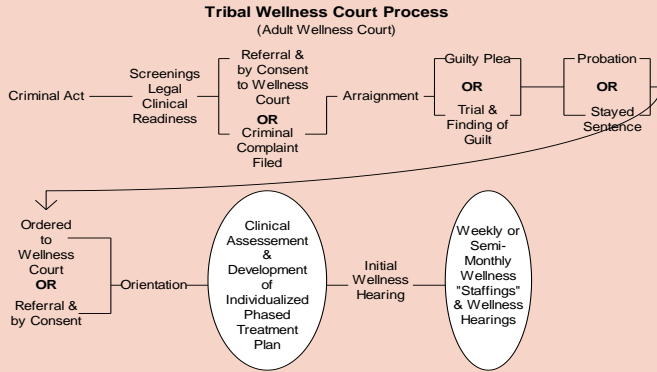 Tribal Wellness Court Process
(Adult Wellness Court)
Criminal Act
Screenings
Legal
Clinical
Readiness
Referral &
by Consent
to Wellness
Court
OR
Criminal
Complaint
Filed
Arraignment
Guilty Plea
OR
Trial &
Finding of
Guilt
Probation
OR
Stayed
Sentence
Ordered
to
Wellness
Court
OR
Referral &
by Consent
Orientation
Clinical
Assessement
&
Development
of
Individualized
Phased
Treatment
Plan
Initial
Wellness
Hearing
Weekly or
Semi-
Monthly
Wellness
"Staffings"
& Wellness
Hearings